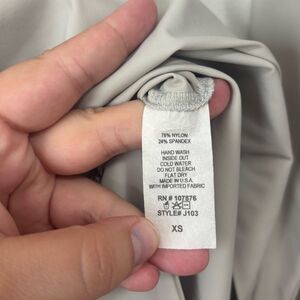 76% NYLON
24% SPANDEX
HAND WASH
INSIDE OUT
COLD WATER
DO NOT BLEACH
FLAT DRY
MADE IN U.S.A.
WITH IMPORTED FABRIC
RN # 107876
STYLE# J103
XS